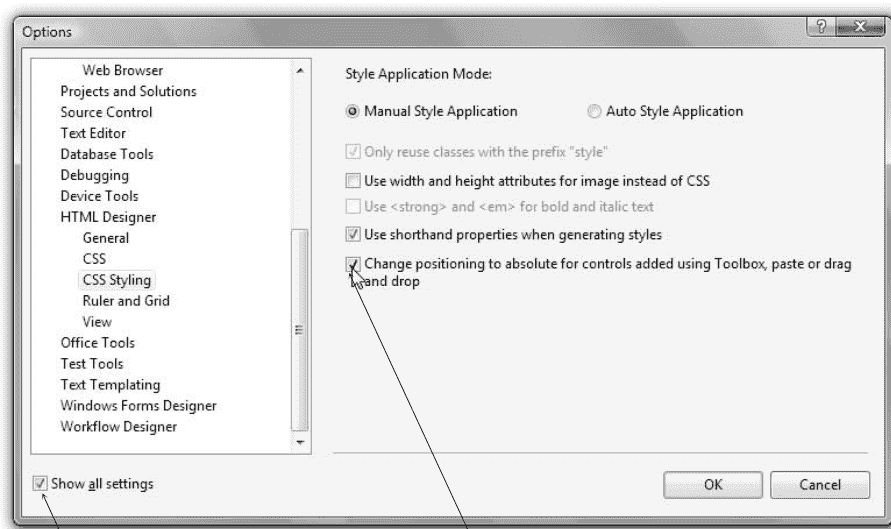 Options
Web Browser
Projects and Solutions
Source Control
Text Editor
Database Tools
Debugging
Device Tools
HTML Designer
General
CSS
CSS Styling
Ruler and Grid
View
Office Tools
Test Tools
Text Templating
Windows Forms Designer
Workflow Designer
Show all settings
Style Application Mode:
Manual Style Application
Auto Style Application
Only reuse classes with the prefix "style"
Use width and height attributes for image instead of CSS
Use <strong> and <em> for bold and italic text
Use shorthand properties when generating styles
Change positioning to absolute for controls added using Toolbox, paste or drag
and drop
OK
Cancel